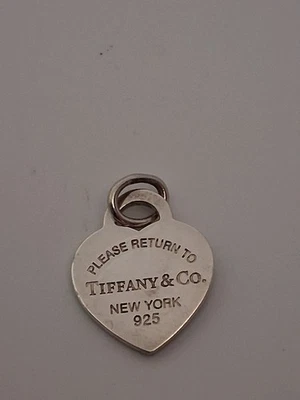 PLEASE RETURN TO
TIFFANY & CO.
NEW YORK
925